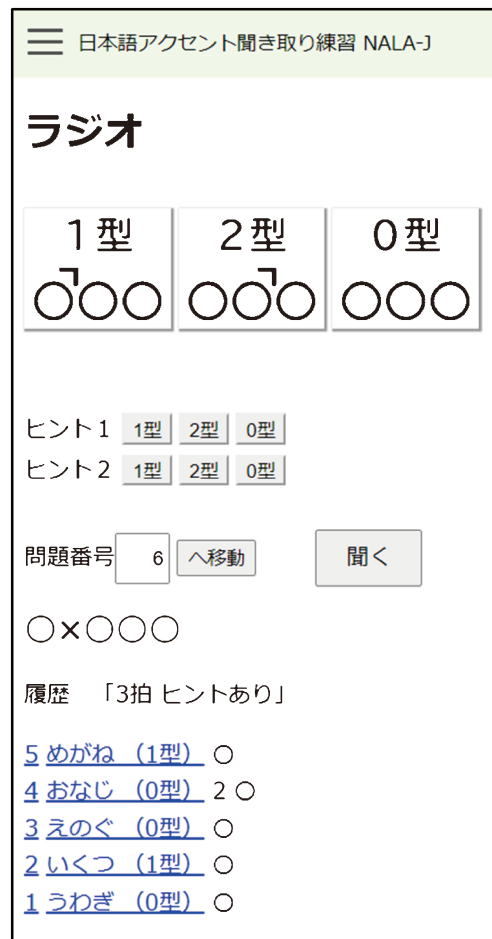 日本語アクセント聞き取り練習 NALA-J
ラジオ
1型 2型 0型
○┓○○ ○○┓○ ○○○
ヒント1 1型 2型 0型
ヒント2 1型 2型 0型
問題番号 6 へ移動 聞く
○×○○○
履歴 「3拍 ヒントあり」
5 めがね (1型) ○
4 おなじ (0型) 2 ○
3 えのぐ (0型) ○
2 いくつ (1型) ○
1 うわぎ (0型) ○